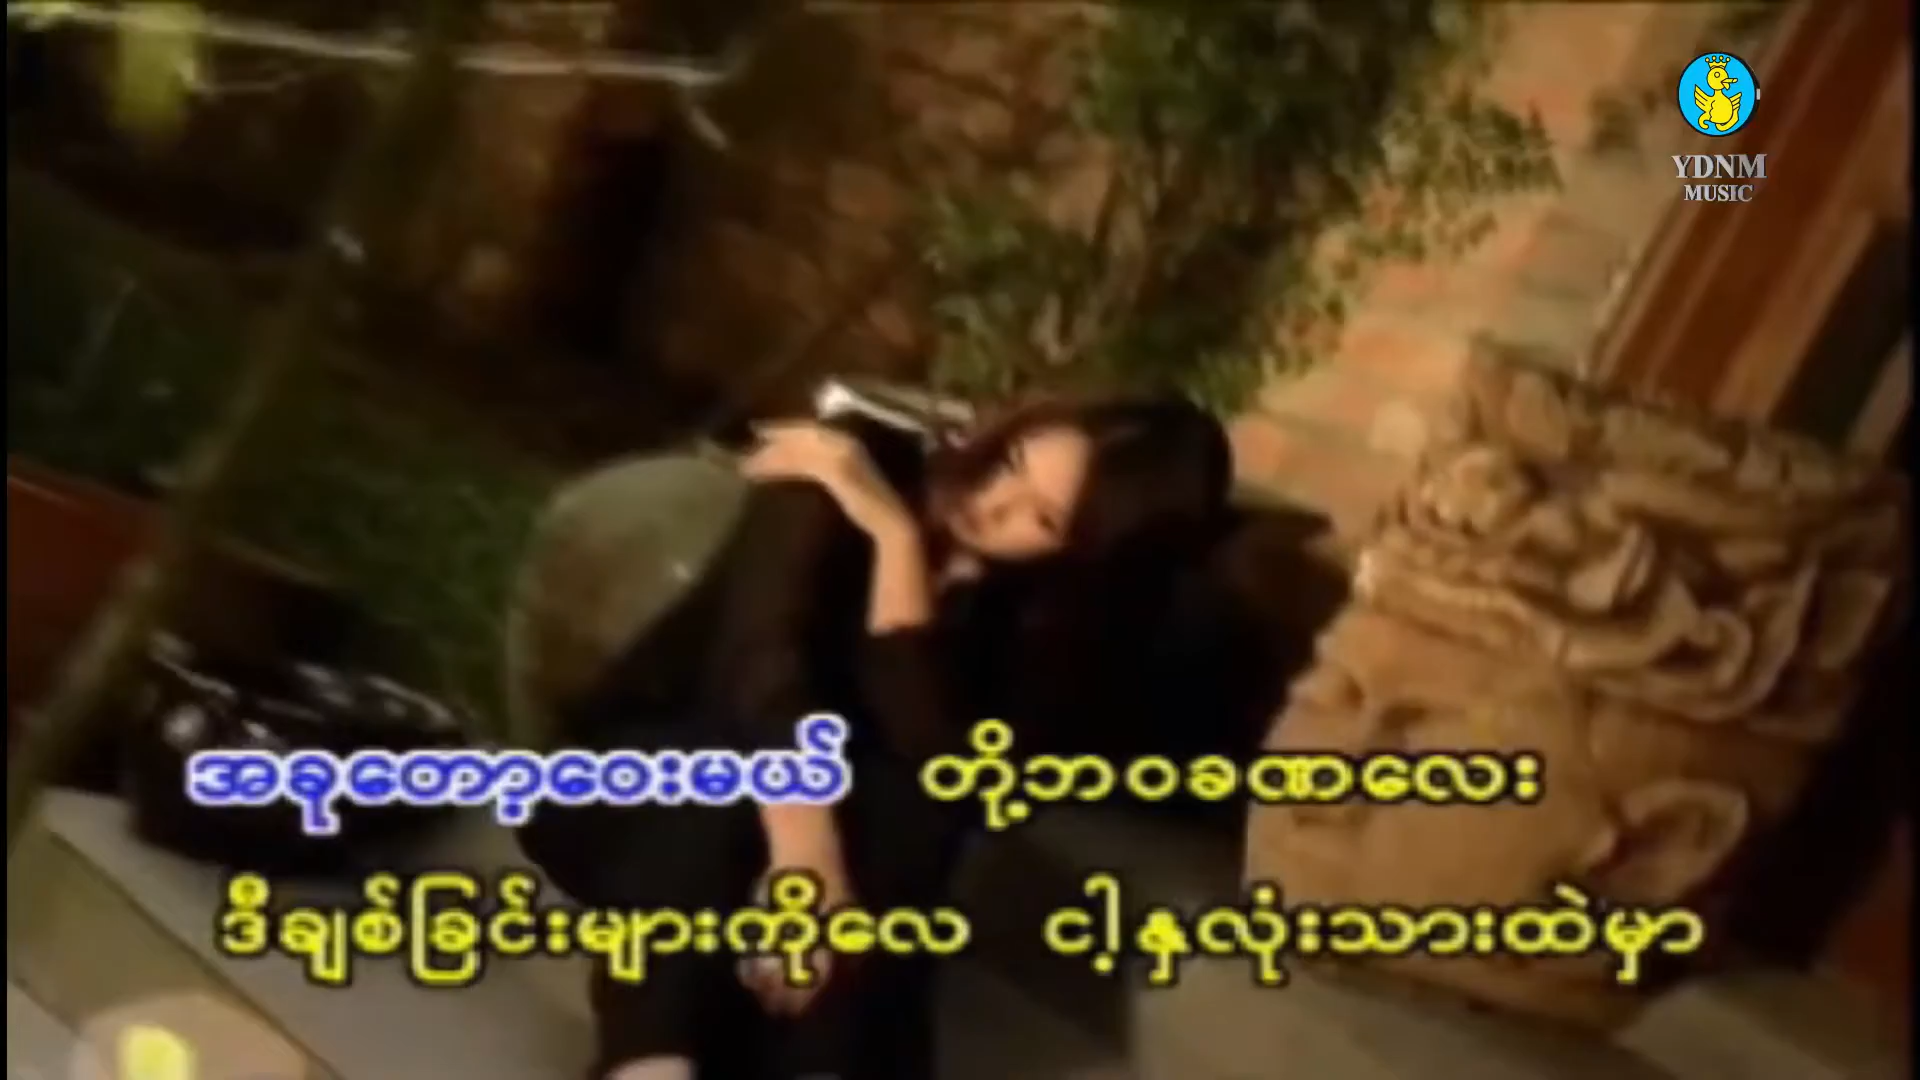 YDNM
MUSIC
အခုတော့ဝေးမယ် တို့ဘဝခဏလေး
ဒီချစ်ခြင်းများကိုလေ ငါ့နှလုံးသားထဲမှာ